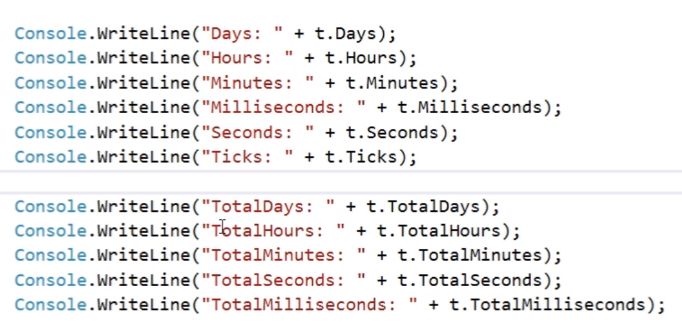 Console.WriteLine("Days: " + t.Days);
Console.WriteLine("Hours: " + t.Hours);
Console.WriteLine("Minutes: " + t.Minutes);
Console.WriteLine("Milliseconds: " + t.Milliseconds);
Console.WriteLine("Seconds: " + t.Seconds);
Console.WriteLine("Ticks: " + t.Ticks);
Console.WriteLine("TotalDays: " + t.TotalDays);
Console.WriteLine("TotalHours: " + t.TotalHours);
Console.WriteLine("TotalMinutes: " + t.TotalMinutes);
Console.WriteLine("TotalSeconds: " + t.TotalSeconds);
Console.WriteLine("TotalMilliseconds: " + t.TotalMilliseconds);